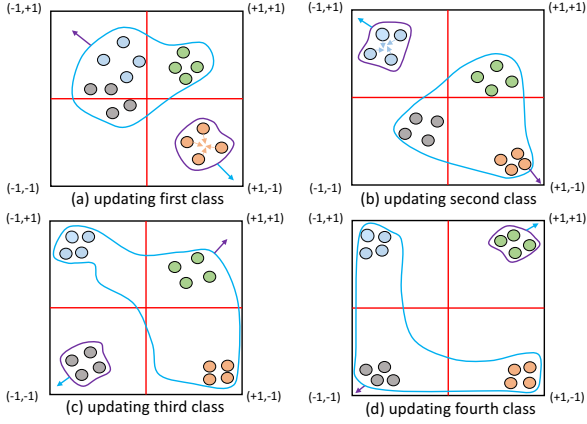 (-1,+1) (+1,+1) (-1,+1) (+1,+1)
(-1,-1) (+1,-1) (-1,-1) (+1,-1)
(a) updating first class (b) updating second class
(-1,+1) (+1,+1) (-1,+1) (+1,+1)
(-1,-1) (+1,-1) (-1,-1) (+1,-1)
(c) updating third class (d) updating fourth class